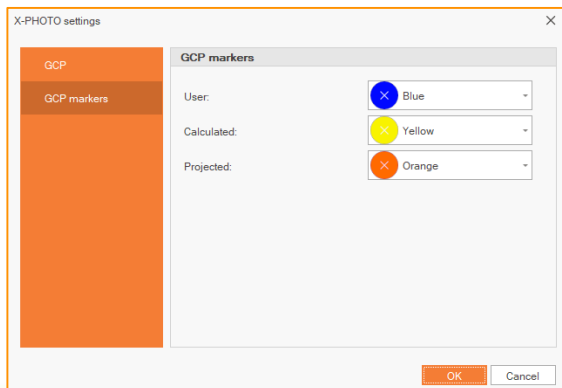 X-PHOTO settings
GCP
GCP markers
GCP markers
User:
Blue
Calculated:
Yellow
Projected:
Orange
OK
Cancel